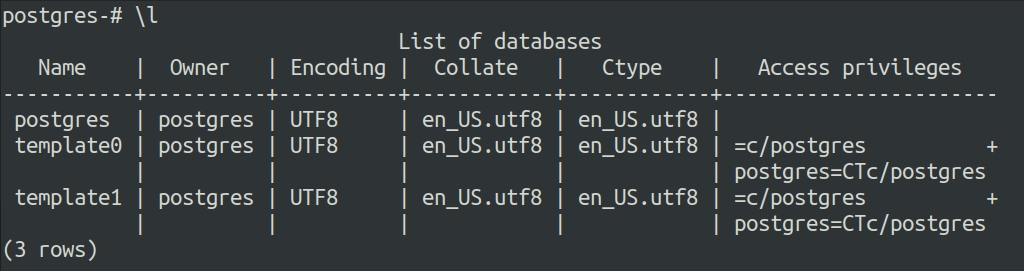 postgres-# \l
                                 List of databases
   Name    |  Owner   | Encoding |  Collate   |   Ctype    |   Access privileges
-----------+----------+----------+------------+------------+-----------------------
 postgres  | postgres | UTF8     | en_US.utf8 | en_US.utf8 |
 template0 | postgres | UTF8     | en_US.utf8 | en_US.utf8 | =c/postgres          +
           |          |          |            |            | postgres=CTc/postgres
 template1 | postgres | UTF8     | en_US.utf8 | en_US.utf8 | =c/postgres          +
           |          |          |            |            | postgres=CTc/postgres
(3 rows)